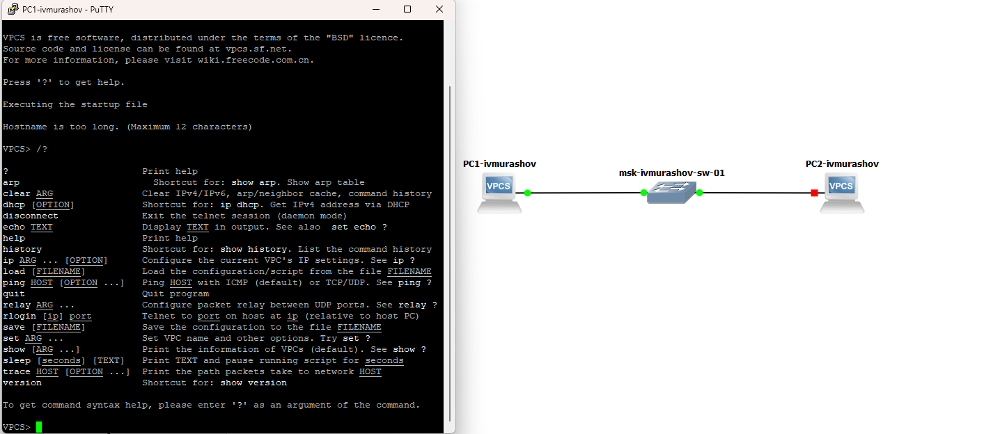 PC1-ivmurashov - PuTTY
VPCS is free software, distributed under the terms of the "BSD" licence.
Source code and license can be found at vpcs.sf.net.
For more information, please visit wiki.freecode.com.cn.
Press '?' to get help.
Executing the startup file
Hostname is too long. (Maximum 12 characters)
VPCS> /?
? Print help
arp Shortcut for: show arp. Show arp table
clear ARG Clear IPv4/IPv6, arp/neighbor cache, command history
dhcp [OPTION] Shortcut for: ip dhcp. Get IPv4 address via DHCP
disconnect Exit the telnet session (daemon mode)
echo TEXT Display TEXT in output. See also set echo ?
help Print help
history Shortcut for: show history. List the command history
ip ARG ... [OPTION] Configure the current VPC's IP settings. See ip ?
load [FILENAME] Load the configuration/script from the file FILENAME
ping HOST [OPTION ...] Ping HOST with ICMP (default) or TCP/UDP. See ping ?
quit Quit program
relay ARG ... Configure packet relay between UDP ports. See relay ?
rlogin [ip] port Telnet to port on host at ip (relative to host PC)
save [FILENAME] Save the configuration to the file FILENAME
set ARG ... Set VPC name and other options. Try set ?
show [ARG ...] Print the information of VPCs (default). See show ?
sleep [seconds] [TEXT] Print TEXT and pause running script for seconds
trace HOST [OPTION ...] Print the path packets take to network HOST
version Shortcut for: show version
To get command syntax help, please enter '?' as an argument of the command.
VPCS>
PC1-ivmurashov
VPCS
msk-ivmurashov-sw-01
PC2-ivmurashov
VPCS